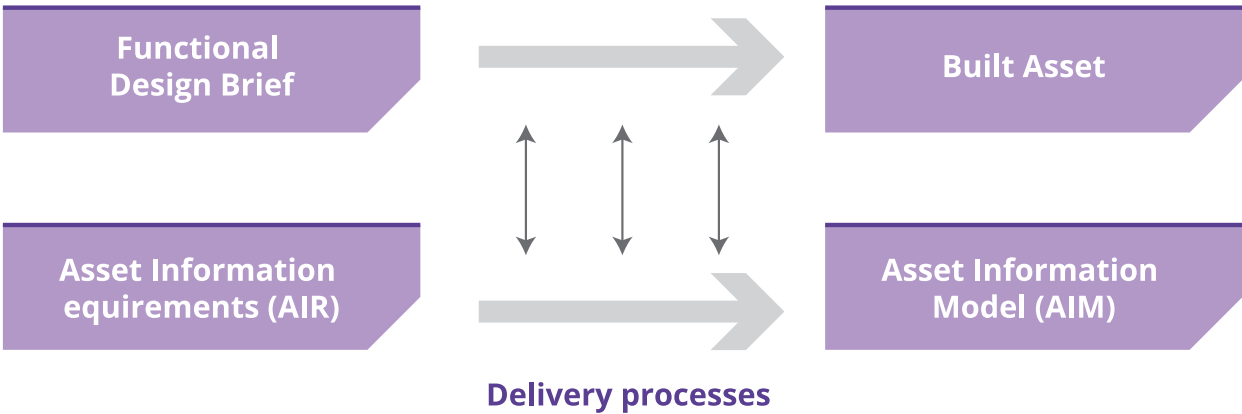 Functional
Design Brief
Built Asset
Asset Information
equirements (AIR)
Asset Information
Model (AIM)
Delivery processes